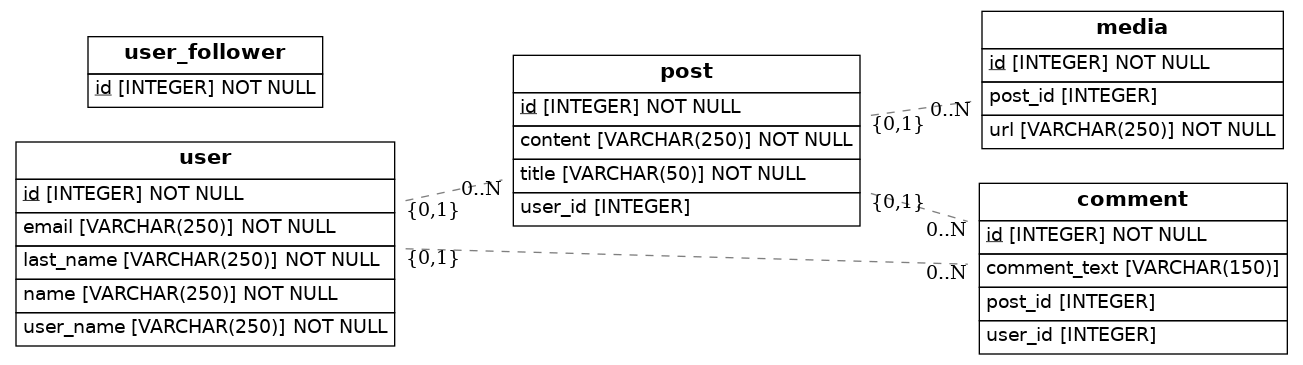 user_follower
id [INTEGER] NOT NULL
user
id [INTEGER] NOT NULL
email [VARCHAR(250)] NOT NULL
last_name [VARCHAR(250)] NOT NULL
name [VARCHAR(250)] NOT NULL
user_name [VARCHAR(250)] NOT NULL
0..N
{0,1}
{0,1}
post
id [INTEGER] NOT NULL
content [VARCHAR(250)] NOT NULL
title [VARCHAR(50)] NOT NULL
user_id [INTEGER]
0..N
{0,1}
{0,1}
0..N
0..N
media
id [INTEGER] NOT NULL
post_id [INTEGER]
url [VARCHAR(250)] NOT NULL
comment
id [INTEGER] NOT NULL
comment_text [VARCHAR(150)]
post_id [INTEGER]
user_id [INTEGER]